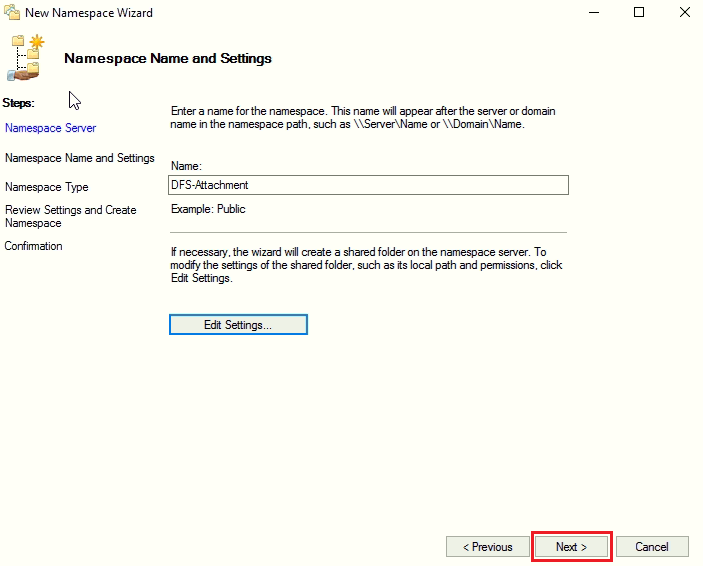 New Namespace Wizard
Namespace Name and Settings
Steps:
Namespace Server
Namespace Name and Settings
Namespace Type
Review Settings and Create
Namespace
Confirmation
Enter a name for the namespace. This name will appear after the server or domain
name in the namespace path, such as \\Server\Name or \\Domain\Name.
Name:
DFS-Attachment
Example: Public
If necessary, the wizard will create a shared folder on the namespace server. To
modify the settings of the shared folder, such as its local path and permissions, click
Edit Settings.
Edit Settings...
< Previous
Next >
Cancel